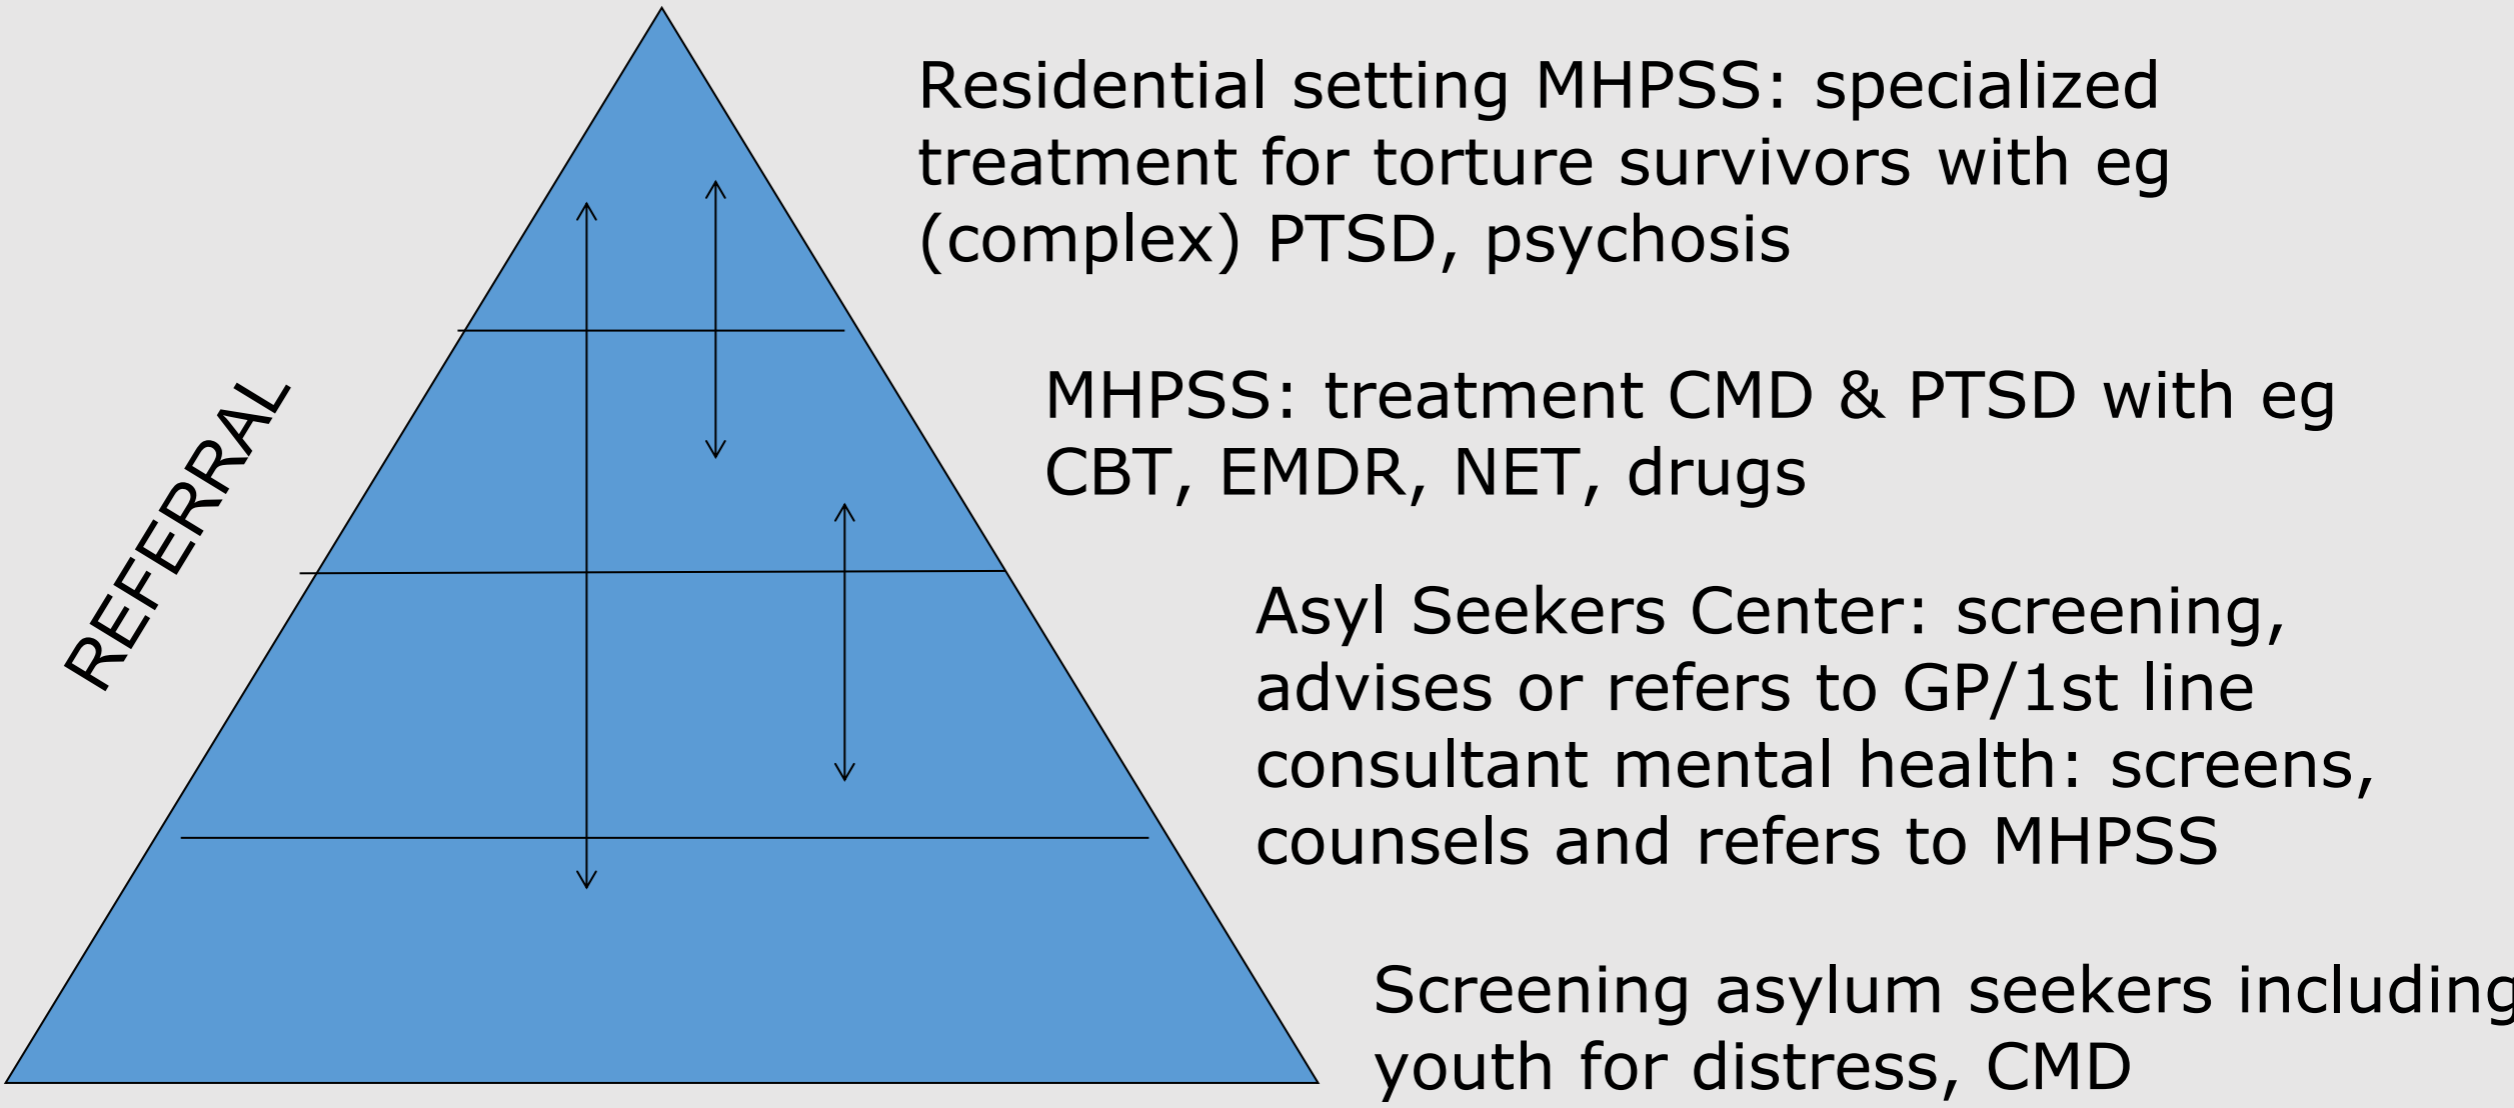 Residential setting MHPSS: specialized
treatment for torture survivors with eg
(complex) PTSD, psychosis
MHPSS: treatment CMD & PTSD with eg
CBT, EMDR, NET, drugs
REFERRAL
Asyl Seekers Center: screening,
advises or refers to GP/1st line
consultant mental health: screens,
counsels and refers to MHPSS
Screening asylum seekers including
youth for distress, CMD